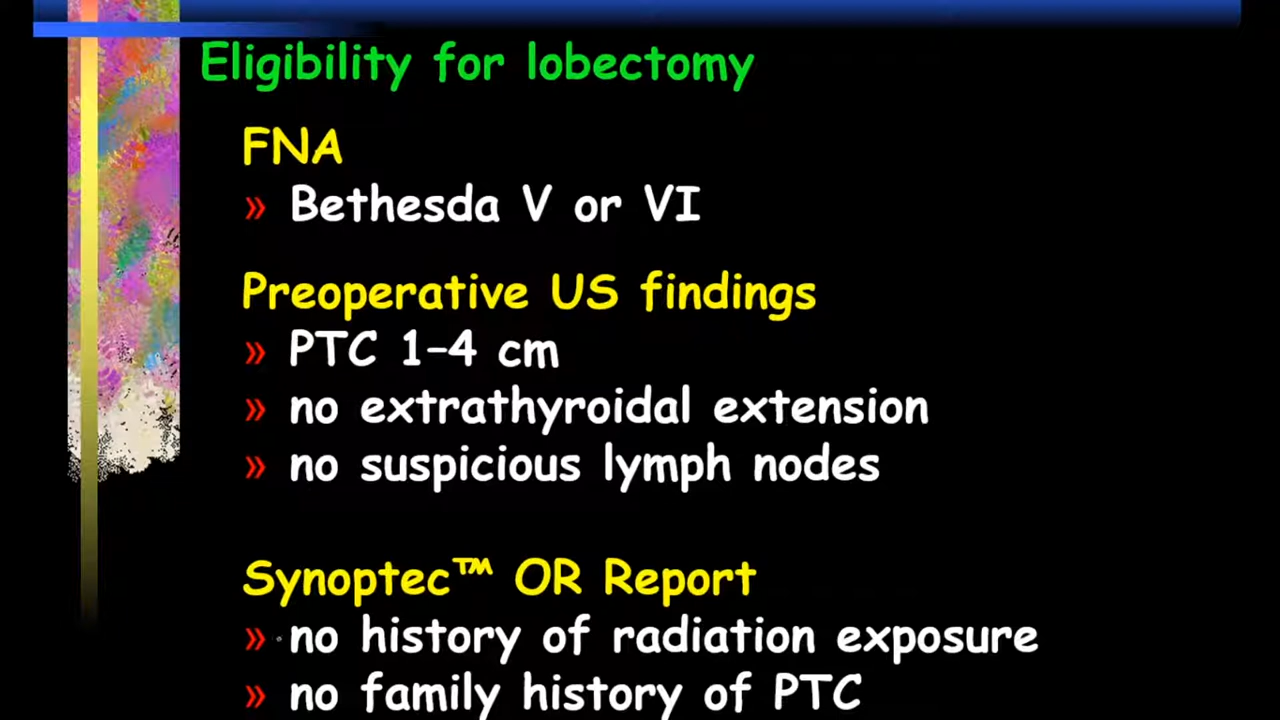 Eligibility for lobectomy
FNA
» Bethesda V or VI
Preoperative US findings
» PTC 1–4 cm
» no extrathyroidal extension
» no suspicious lymph nodes
Synoptec™ OR Report
» no history of radiation exposure
» no family history of PTC